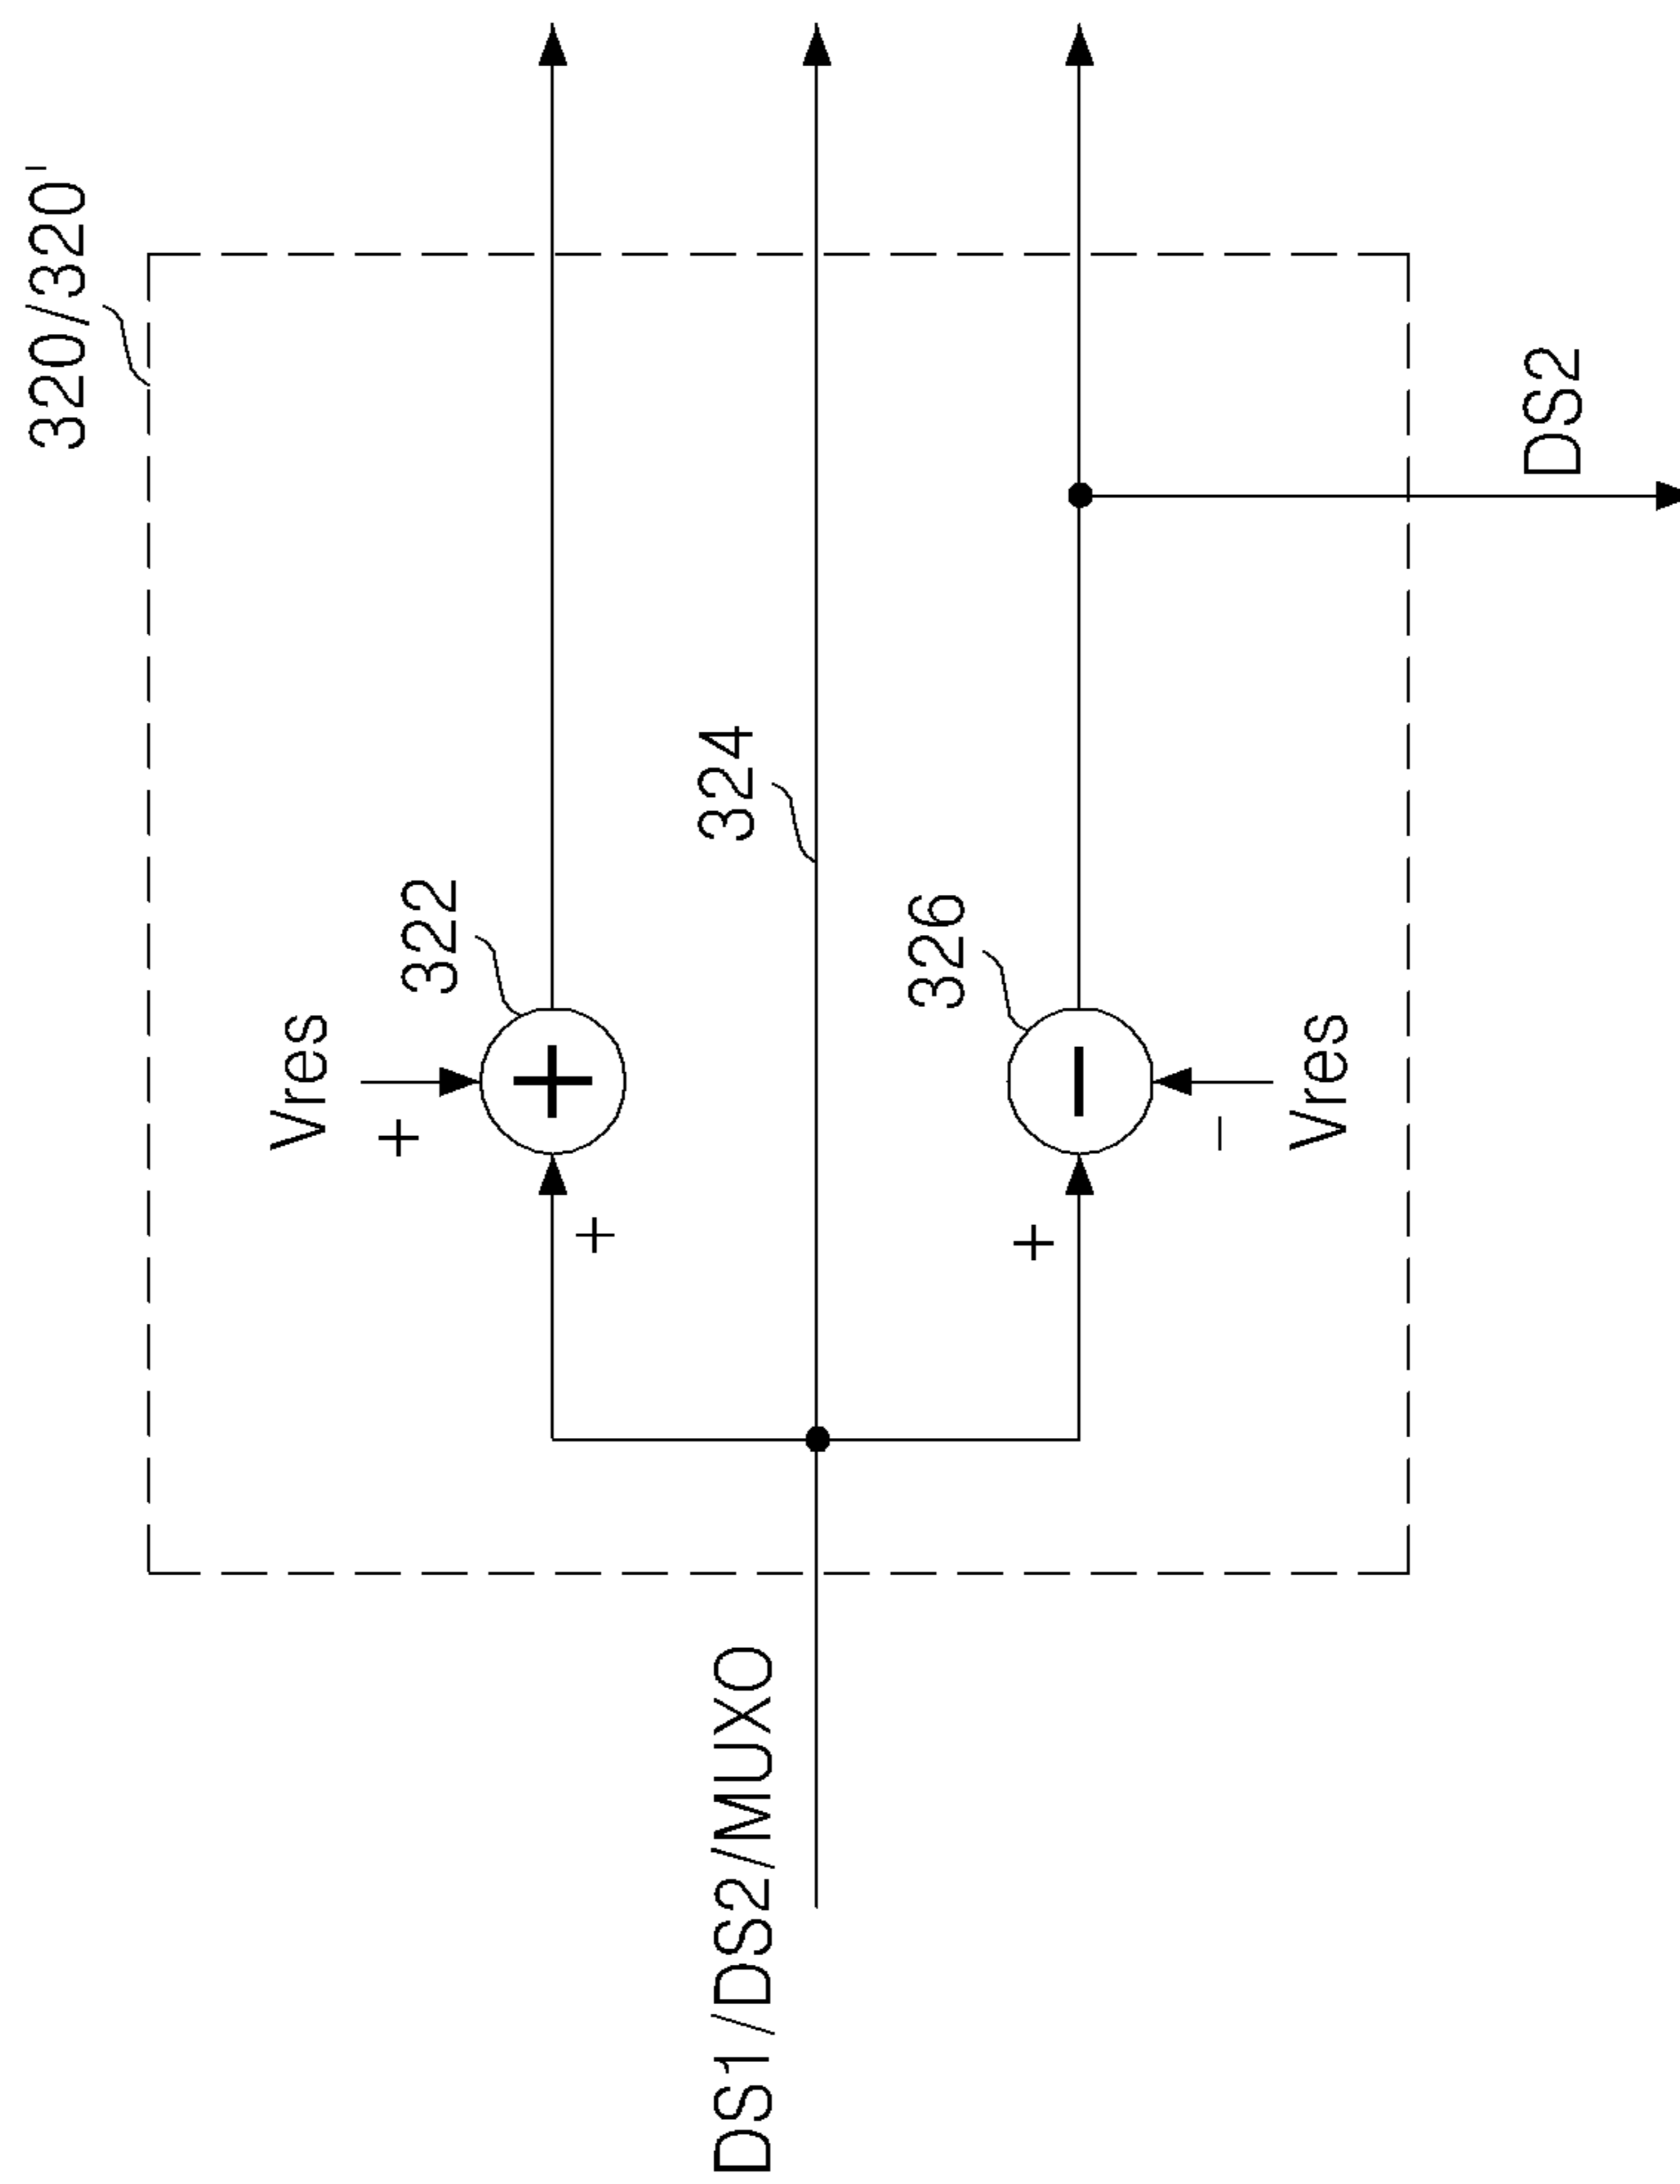 320/320'
Vres
+
322
+
+
324
DS1/DS2/MUXO
326
+
−
−
Vres
DS2